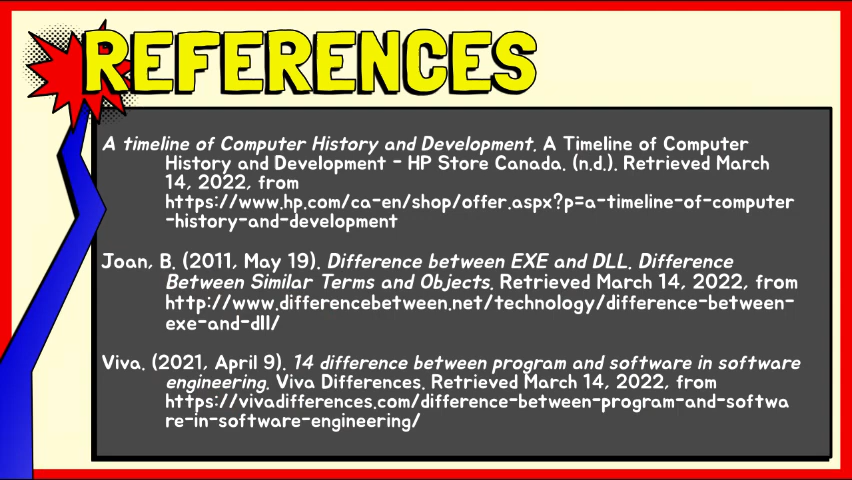 REFERENCES
A timeline of Computer History and Development. A Timeline of Computer
History and Development - HP Store Canada. (n.d.). Retrieved March
14, 2022, from
https://www.hp.com/ca-en/shop/offer.aspx?p=a-timeline-of-computer
-history-and-development
Joan, B. (2011, May 19). Difference between EXE and DLL. Difference
Between Similar Terms and Objects. Retrieved March 14, 2022, from
http://www.differencebetween.net/technology/difference-between-
exe-and-dll/
Viva. (2021, April 9). 14 difference between program and software in software
engineering. Viva Differences. Retrieved March 14, 2022, from
https://vivadifferences.com/difference-between-program-and-softwa
re-in-software-engineering/